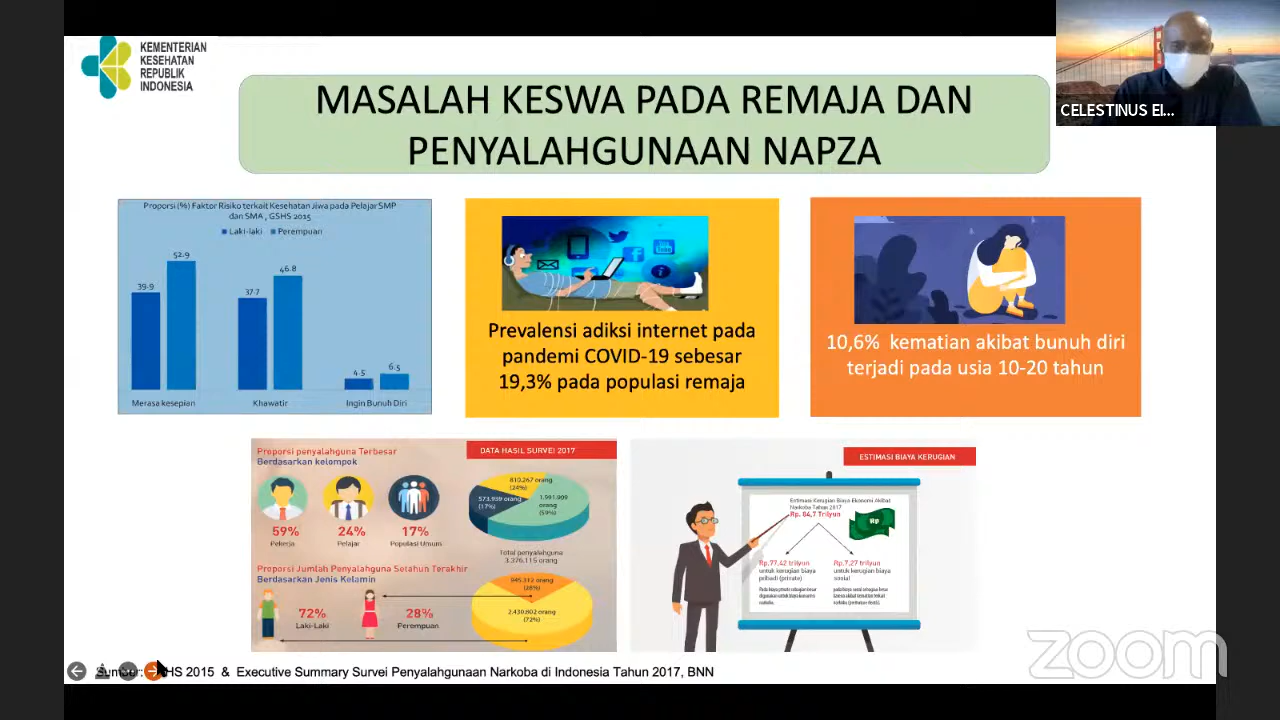 KEMENTERIAN
KESEHATAN
REPUBLIK
INDONESIA
MASALAH KESWA PADA REMAJA DAN
PENYALAHGUNAAN NAPZA
CELESTINUS EI...
Proporsi (%) Faktor Risiko terkait Kesehatan Jiwa pada Pelajar SMP
dan SMA , GSHS 2015
Laki-laki Perempuan
39.9 52.9
37.7 46.8
4.5 6.5
Merasa kesepian Khawatir Ingin Bunuh Diri
Prevalensi adiksi internet pada
pandemi COVID-19 sebesar
19,3% pada populasi remaja
10,6% kematian akibat bunuh diri
terjadi pada usia 10-20 tahun
Proporsi penyalahguna Terbesar
Berdasarkan kelompok
DATA HASIL SURVEI 2017
59% 24% 17%
Pekerja Pelajar Populasi Umum
810.267 orang
(24%)
573.939 orang
(17%)
1.991.909
orang
(59%)
Total penyalahguna
3.376.115 orang
Proporsi Jumlah Penyalahguna Setahun Terakhir
Berdasarkan Jenis Kelamin
72%
Laki-Laki
28%
Perempuan
945.312 orang
(28%)
2.430.802 orang
(72%)
ESTIMASI BIAYA KERUGIAN
Estimasi Kerugian Biaya Ekonomi Akibat
Narkoba Tahun 2017
Rp. 84,7 Trilyun
Rp
Rp.77,42 trilyun
untuk kerugian biaya
pribadi (private)
Rp.7,27 trilyun
untuk kerugian biaya
sosial
zoom
HS 2015 & Executive Summary Survei Penyalahgunaan Narkoba di Indonesia Tahun 2017, BNN